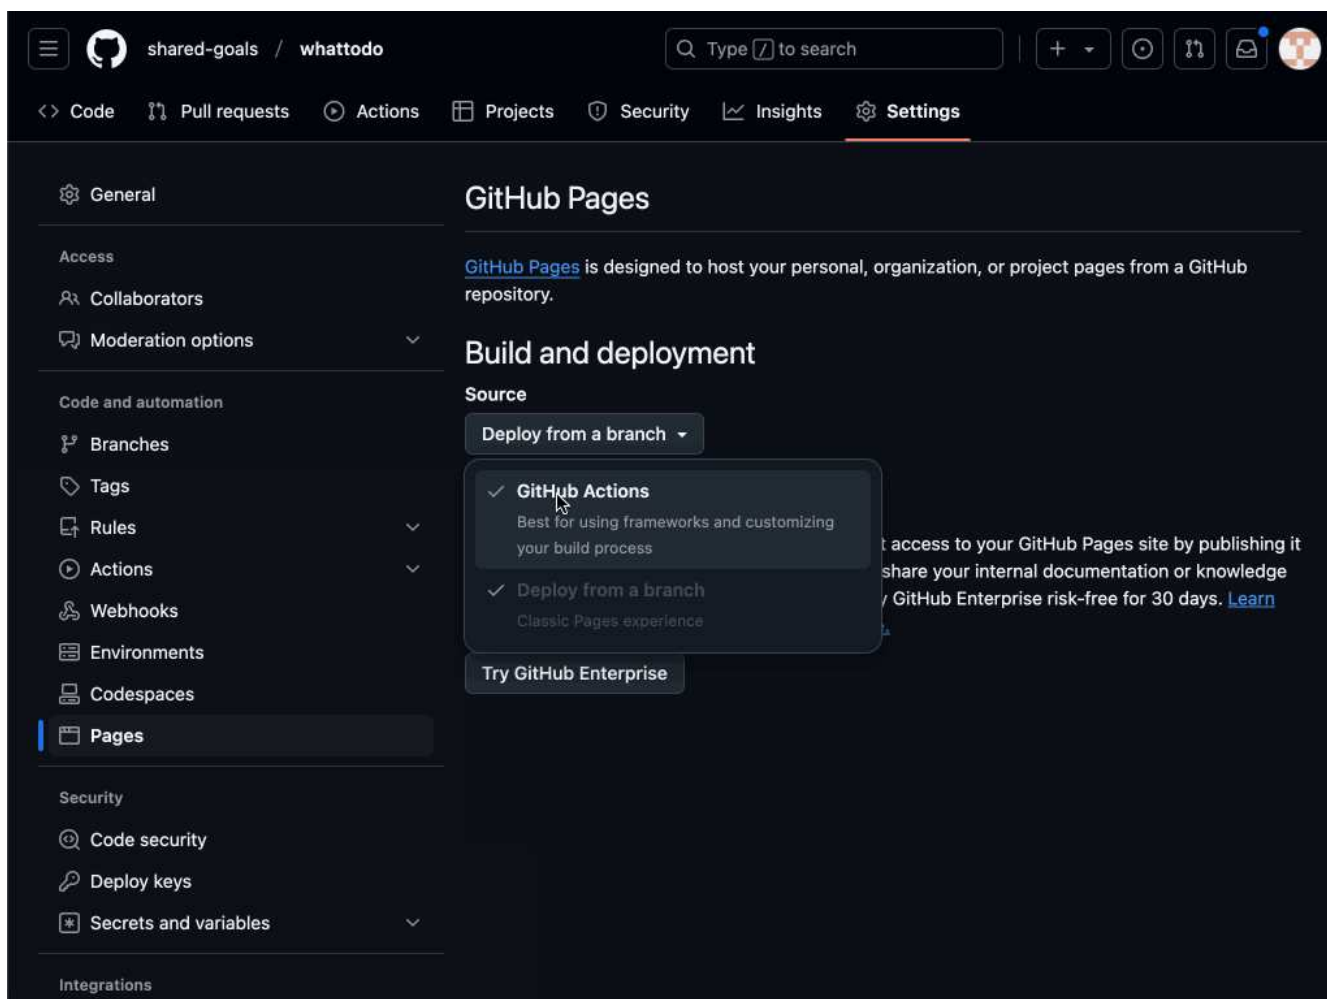 shared-goals / whattodo
Type / to search
Code
Pull requests
Actions
Projects
Security
Insights
Settings
General
Access
Collaborators
Moderation options
Code and automation
Branches
Tags
Rules
Actions
Webhooks
Environments
Codespaces
Pages
Security
Code security
Deploy keys
Secrets and variables
Integrations
GitHub Pages
GitHub Pages is designed to host your personal, organization, or project pages from a GitHub
repository.
Build and deployment
Source
Deploy from a branch
GitHub Actions
Best for using frameworks and customizing
your build process
Deploy from a branch
Classic Pages experience
access to your GitHub Pages site by publishing it
share your internal documentation or knowledge
GitHub Enterprise risk-free for 30 days. Learn
Try GitHub Enterprise